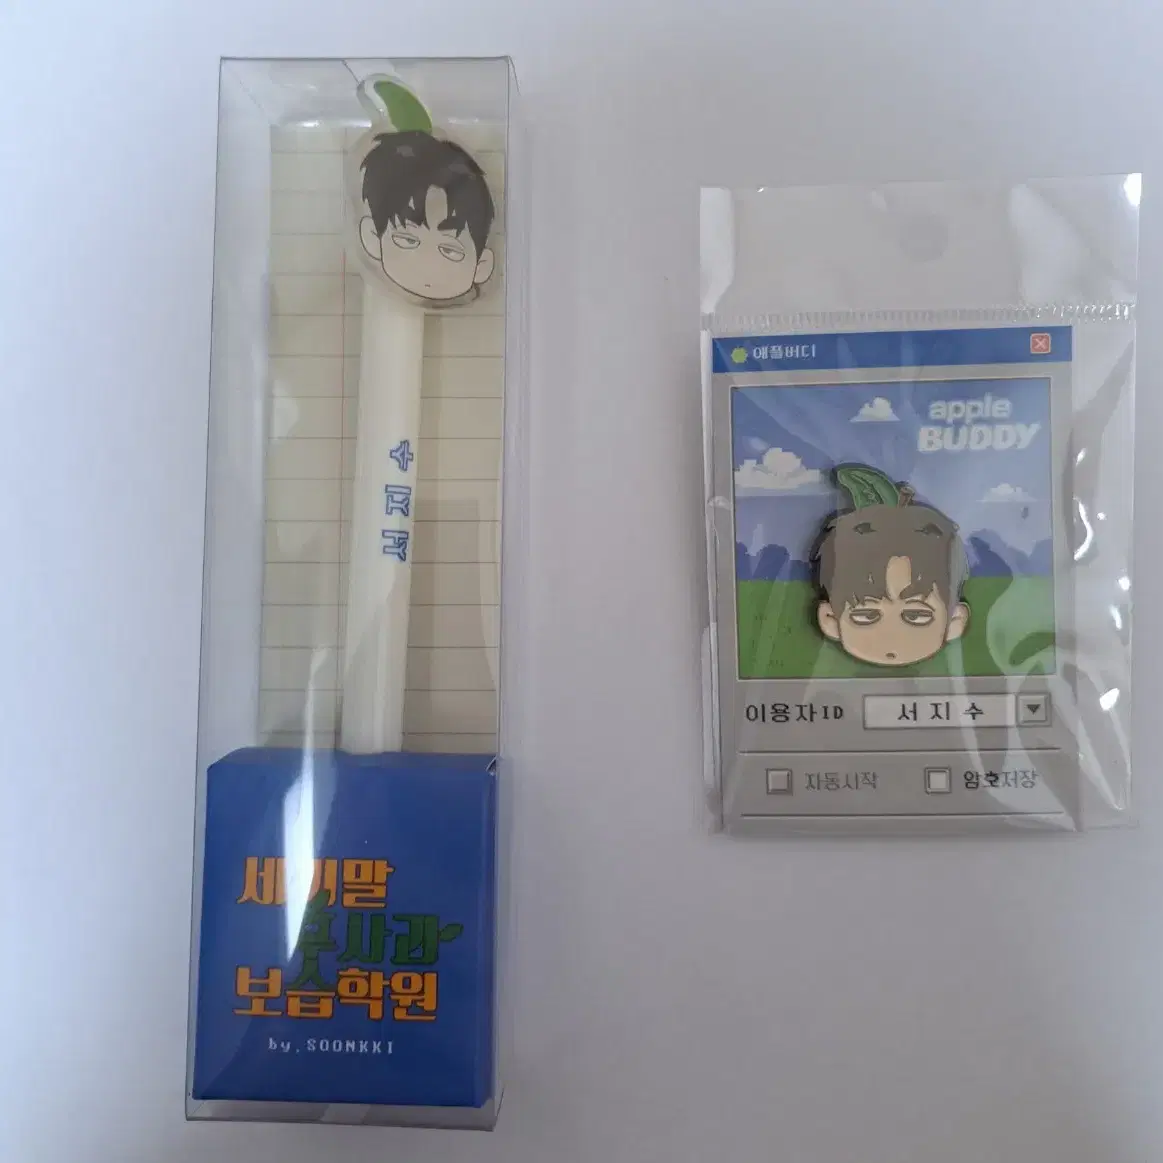 서지수
세기말
풋사과
보습학원
by.SOONKKI
애플버디
apple
BUDDY
이용자ID 서지수
자동시작 암호저장